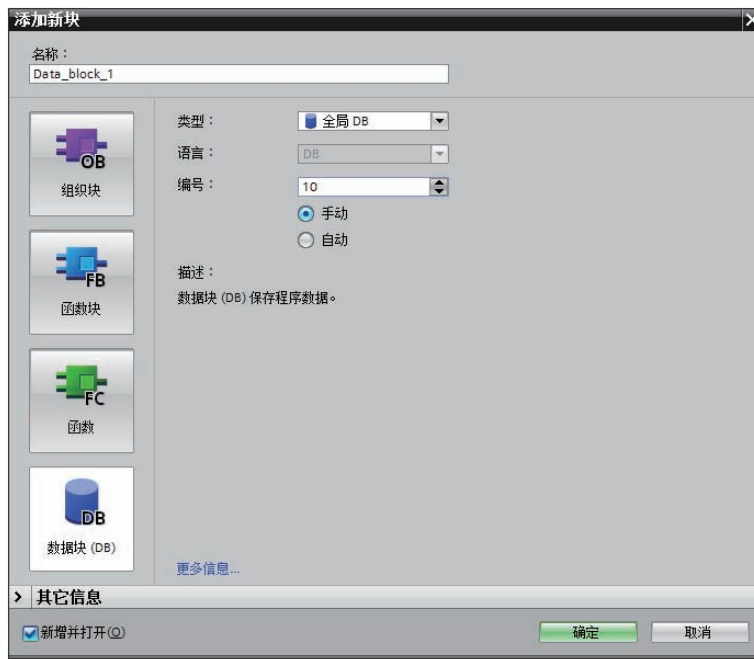 添加新块
名称：
Data_block_1
OB
组织块
FB
函数块
FC
函数
DB
数据块 (DB)
类型：
全局 DB
语言：
DB
编号：
10
手动
自动
描述：
数据块 (DB) 保存程序数据。
更多信息...
其它信息
新增并打开(O)
确定
取消